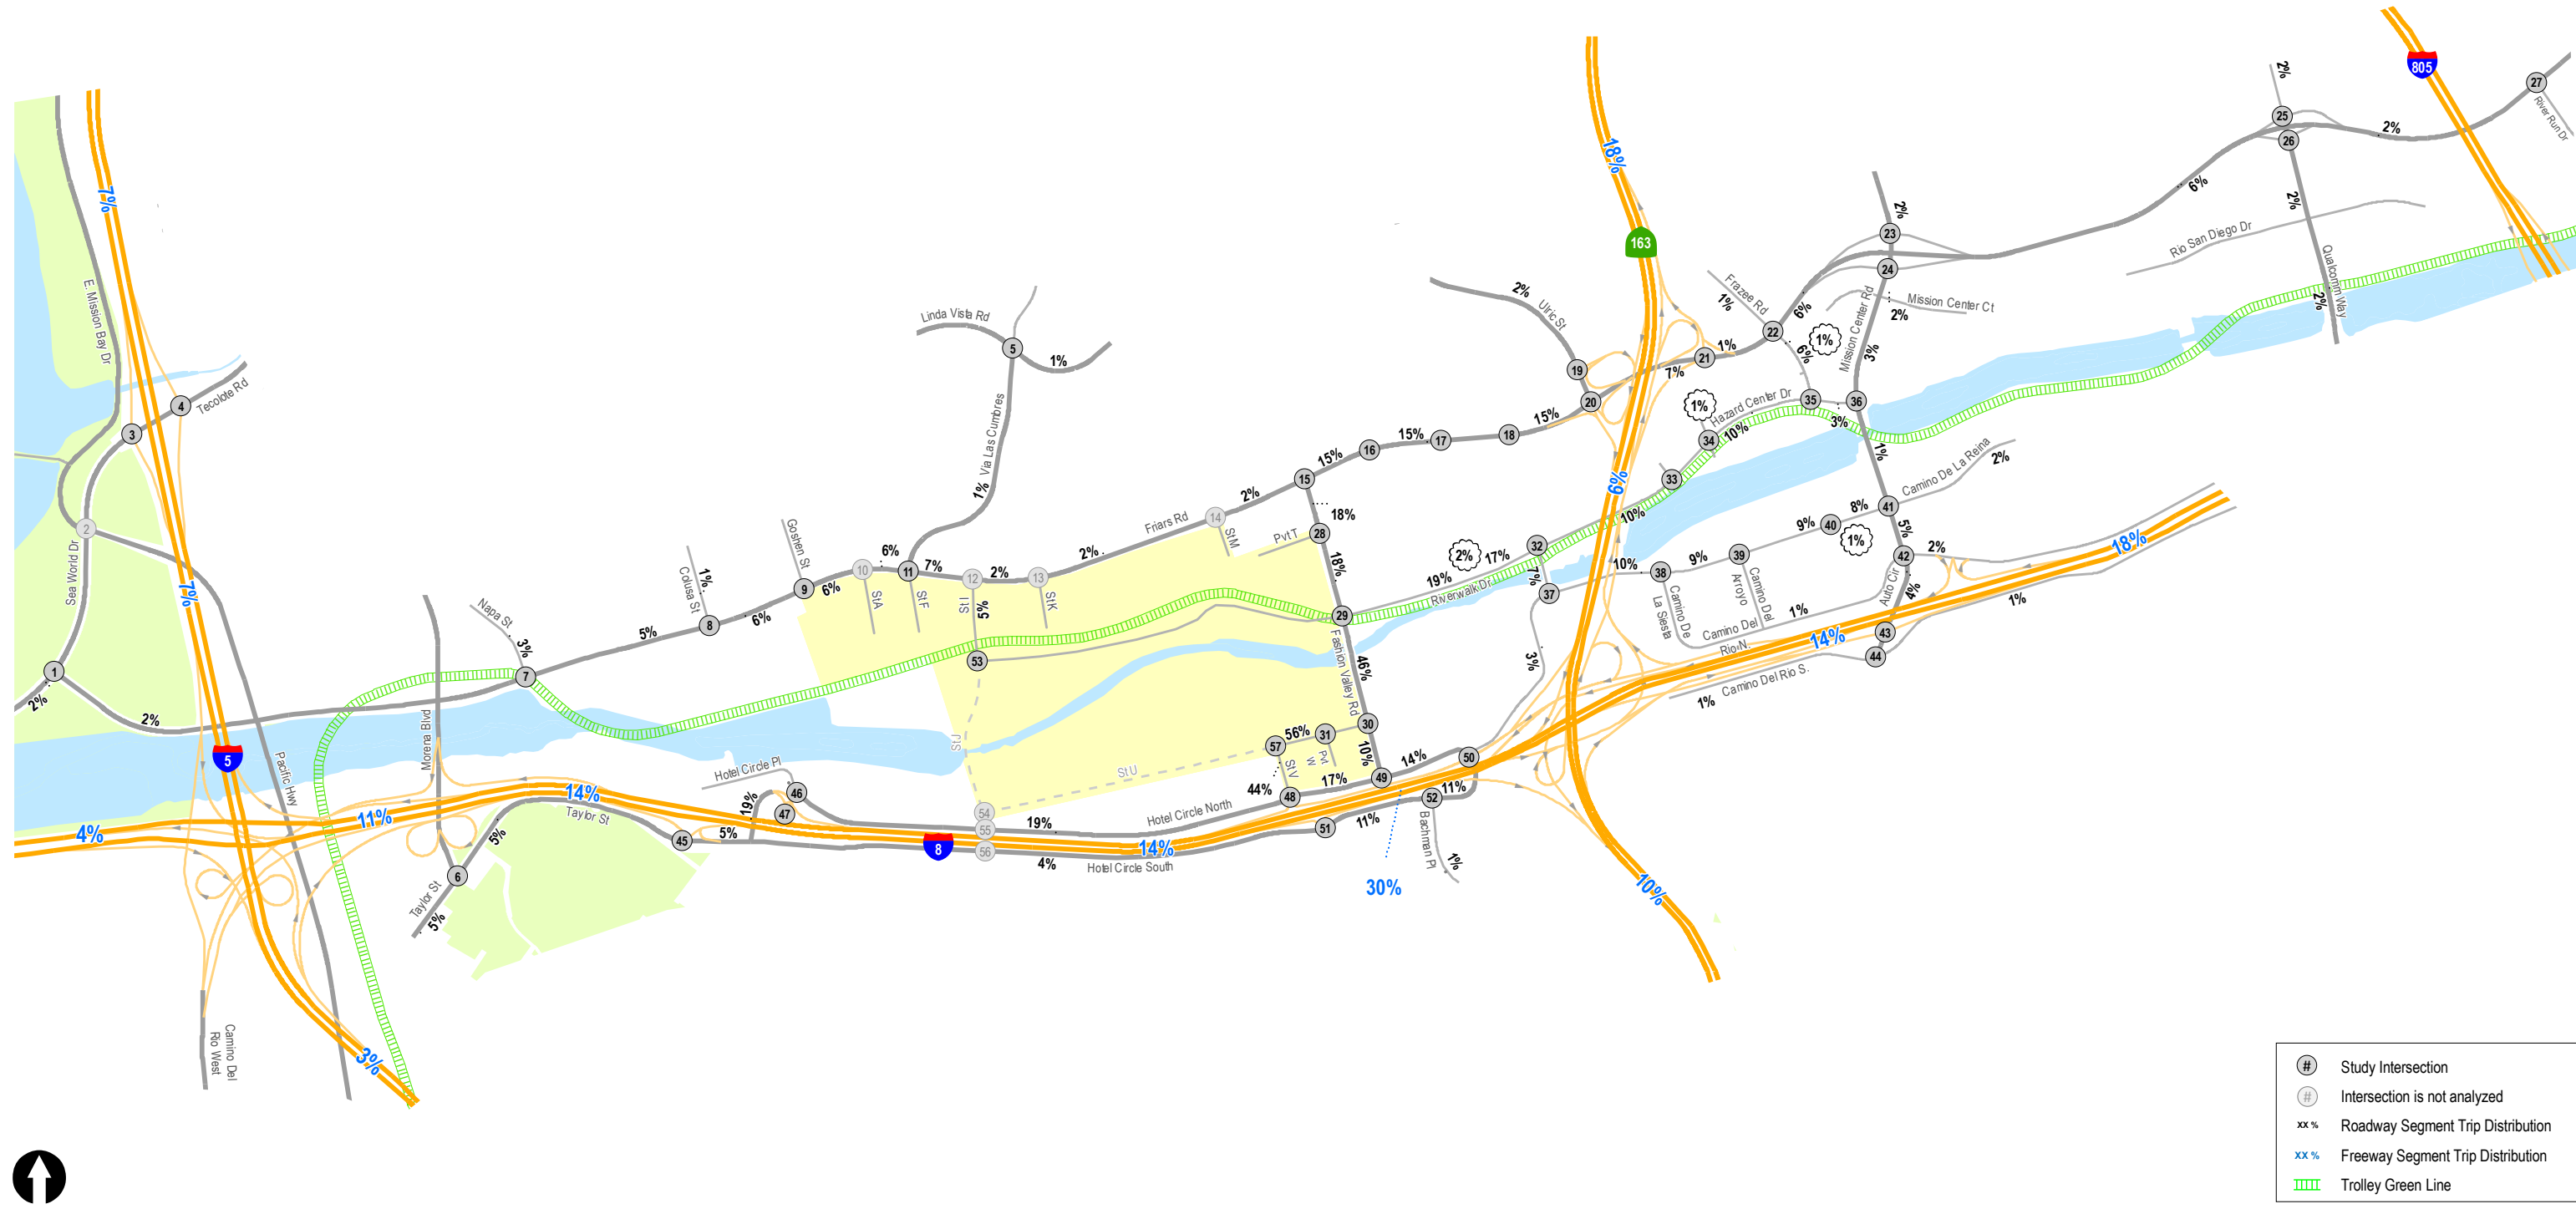 805
27
River Run Dr
2%
25
26
2%
6%
2%
Rio San Diego Dr
Qualcomm Way
2%
18%
163
7%
E. Mission Bay Dr
4
Tecolote Rd
3
2
Sea World Dr
7%
1
2%
2%
5
Pacific Hwy
4%
11%
14%
3%
Camino Del
Rio West
Morena Blvd
Napa St
3%
7
5%
Colusa St
1%
8
6%
Goshen St
9
6%
10
6%
11
7%
12
2%
13
2%
Friars Rd
14
2%
15
15%
16
15%
17
18
15%
StA
StF
St I
5%
StK
StM
Pvt T
Linda Vista Rd
5
1%
Via Las Cumbres
1%
2%
Ulric St
19
20
7%
21
1%
Frazee Rd
1%
22
6%
6%
1%
2%
23
24
Mission Center Rd
Mission Center Ct
2%
3%
18%
28
18%
29
6%
1%
Hazard Center Dr
34
10%
35
3%
36
33
10%
32
2%
17%
19%
Riverwalk Dr
7%
37
10%
38
9%
39
9%
40
8%
41
1%
1%
Camino De La Reina
2%
5%
42
2%
Auto Cir
4%
43
44
Camino De
La Siesta
Camino Del
Arroyo
Camino Del
Rio N.
1%
14%
18%
1%
Camino Del Rio S.
1%
3%
53
Fashion Valley Rd
46%
30
10%
56%
31
57
Pvt
W
St V
44%
48
17%
49
14%
50
11%
52
11%
51
Bachman Pl
1%
30%
St J
St U
54
55
56
Hotel Circle Pl
46
47
19%
45
5%
19%
Hotel Circle North
8
14%
4%
Hotel Circle South
Taylor St
5%
6
Taylor St
5%
# Study Intersection
# Intersection is not analyzed
XX % Roadway Segment Trip Distribution
XX % Freeway Segment Trip Distribution
Trolley Green Line